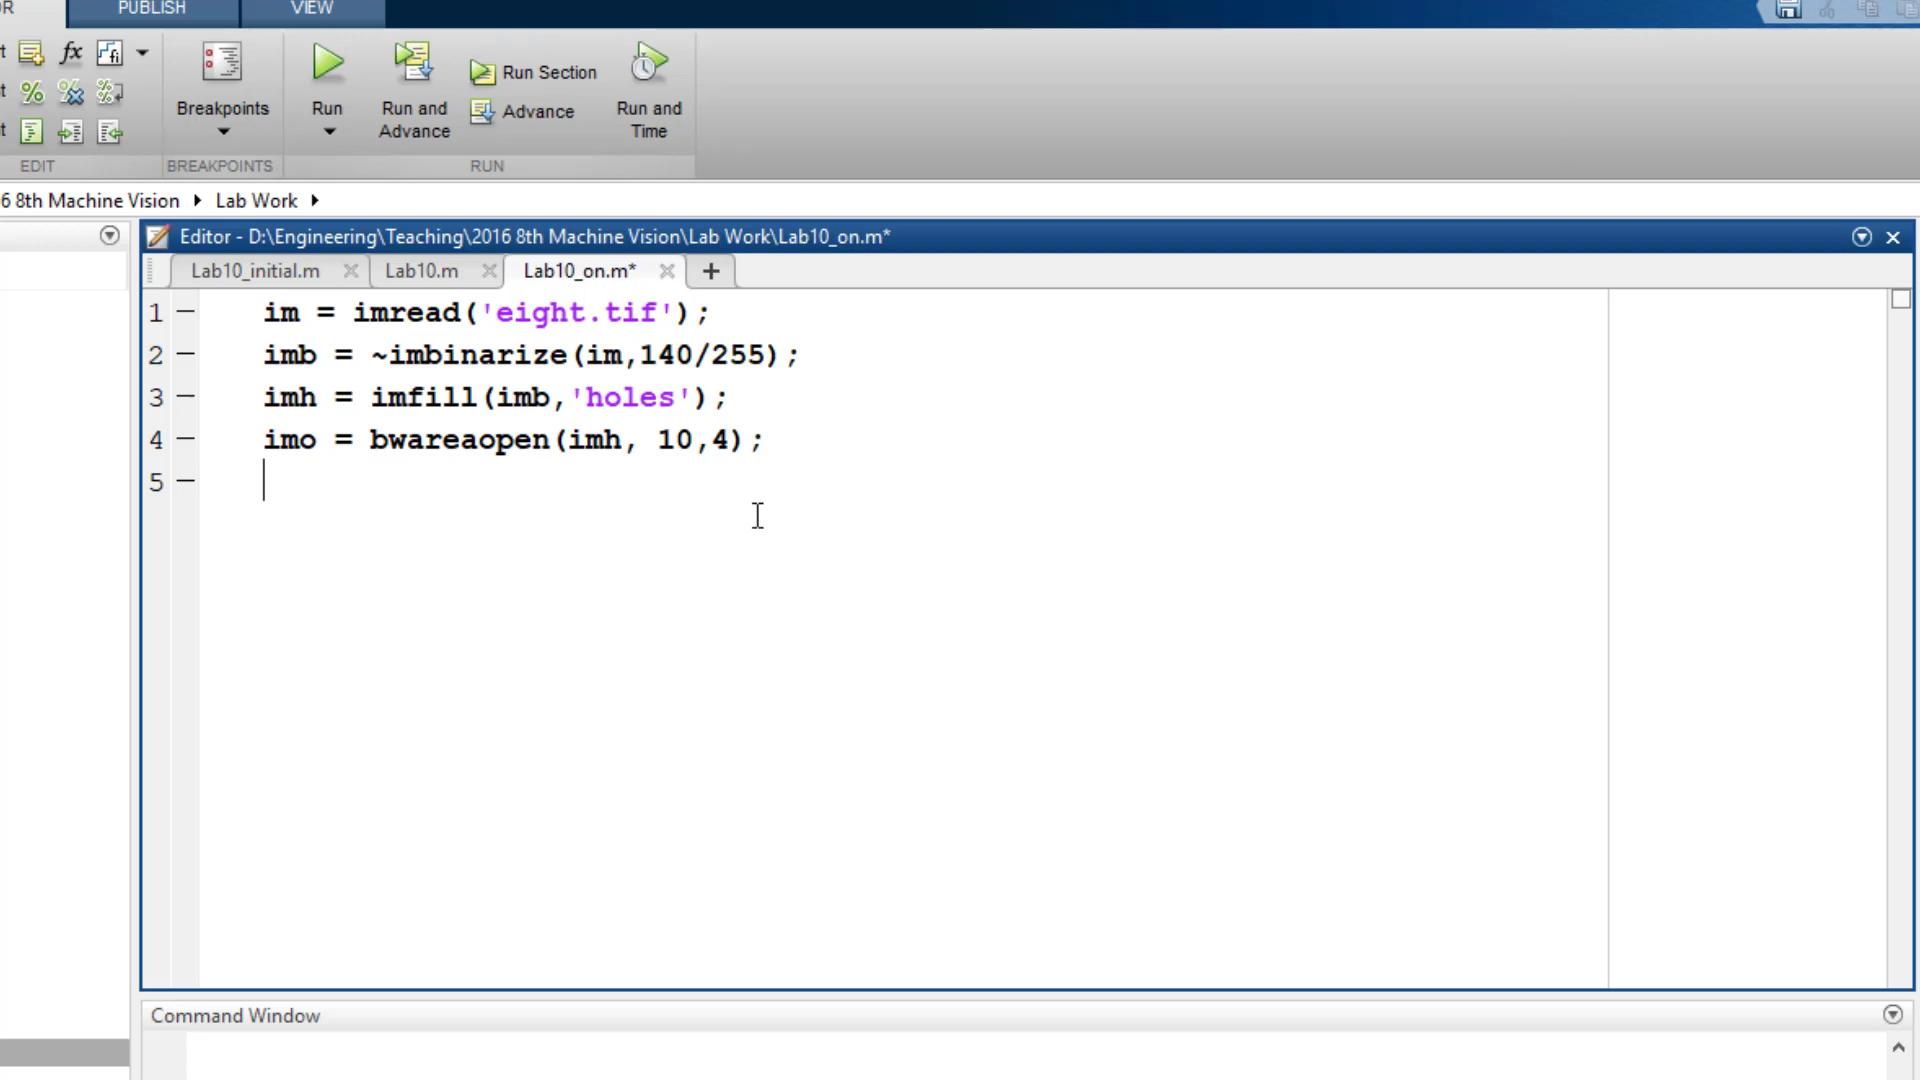 PUBLISH VIEW
fx fi
Breakpoints Run Run and Advance Run Section Advance Run and Time
EDIT BREAKPOINTS RUN
6 8th Machine Vision Lab Work
Editor - D:\Engineering\Teaching\2016 8th Machine Vision\Lab Work\Lab10_on.m*
Lab10_initial.m Lab10.m Lab10_on.m*
1 im = imread('eight.tif');
2 imb = ~imbinarize(im,140/255);
3 imh = imfill(imb,'holes');
4 imo = bwareaopen(imh, 10,4);
5
Command Window